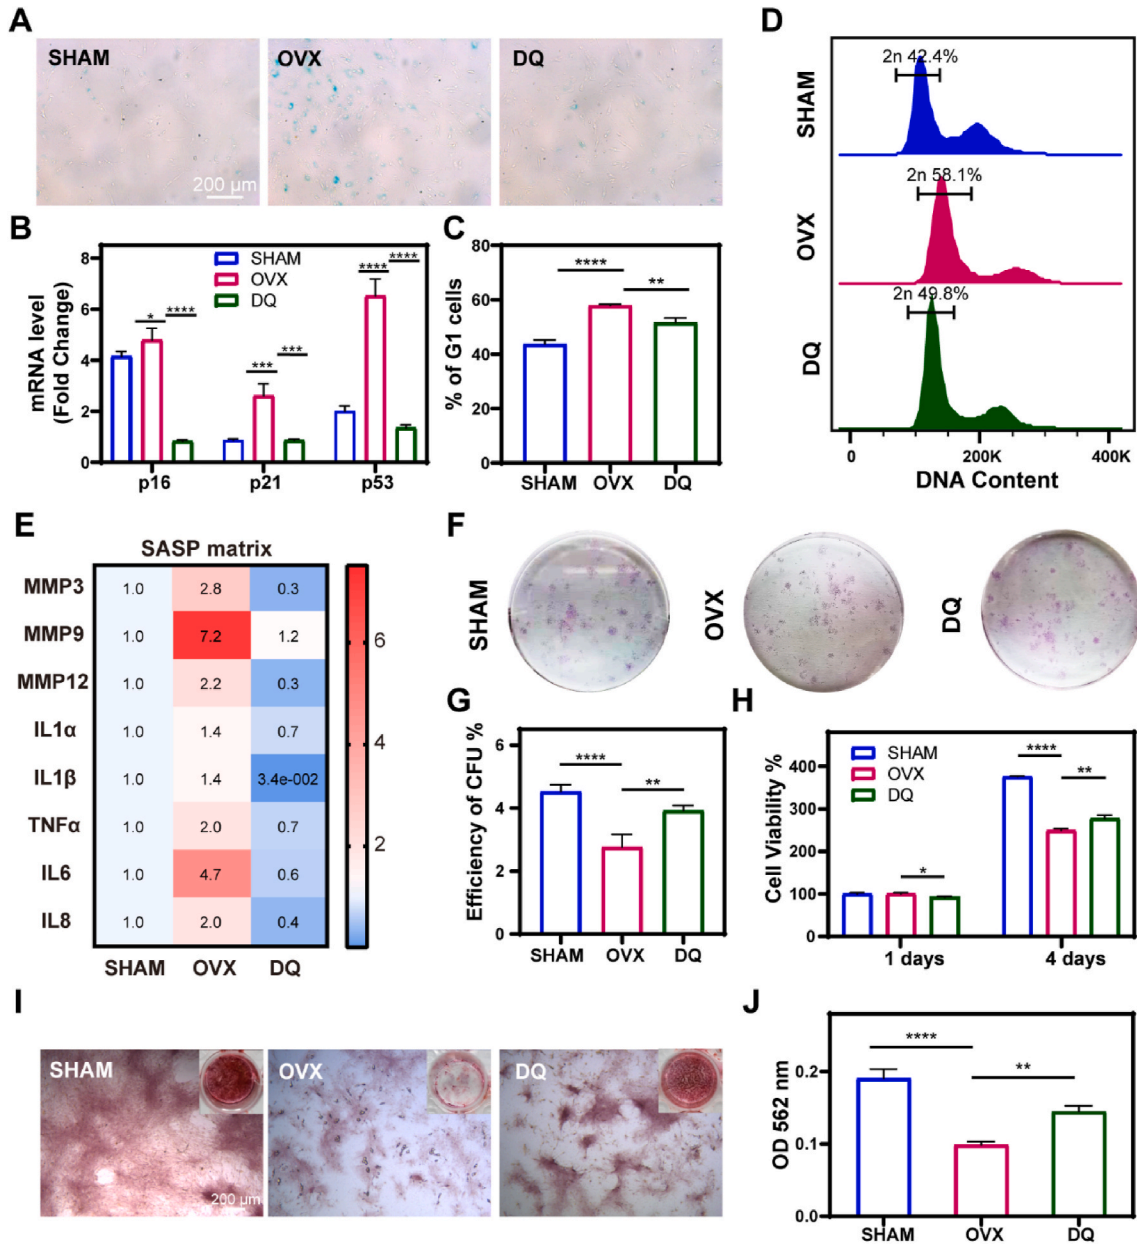 A
SHAM
OVX
DQ
200 µm
B
mRNA level
(Fold Change)
8
6
4
2
0
SHAM
OVX
DQ
*
****
***
***
****
****
p16
p21
p53
C
% of G1 cells
80
60
40
20
0
****
**
SHAM
OVX
DQ
D
SHAM
2n 42.4%
OVX
2n 58.1%
DQ
2n 49.8%
0
200K
400K
DNA Content
E
SASP matrix
MMP3 1.0 2.8 0.3
MMP9 1.0 7.2 1.2
MMP12 1.0 2.2 0.3
IL1α 1.0 1.4 0.7
IL1β 1.0 1.4 3.4e-002
TNFα 1.0 2.0 0.7
IL6 1.0 4.7 0.6
IL8 1.0 2.0 0.4
SHAM OVX DQ
6
4
2
F
SHAM
OVX
DQ
G
Efficiency of CFU %
6
4
2
0
****
**
SHAM
OVX
DQ
H
Cell Viability %
400
300
200
100
0
SHAM
OVX
DQ
*
****
**
1 days
4 days
I
SHAM
OVX
DQ
200 µm
J
OD 562 nm
0.2
0.1
0.0
****
**
SHAM
OVX
DQ